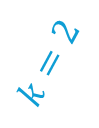 k = 2